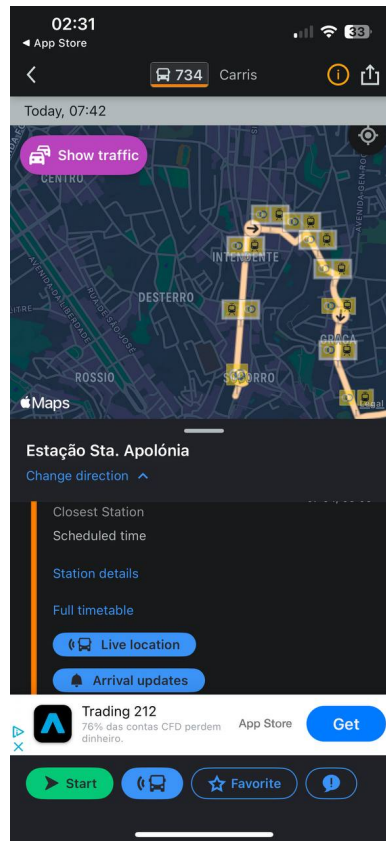 02:31
33
◀ App Store
734 Carris
Today, 07:42
Show traffic
CENTRO
INTENDENTE
DESTERRO
AVENIDA DA LIBERDADE
RUA DE SÃO JOSÉ
GRAÇA
ROSSIO
SOCORRO
Maps
Legal
Estação Sta. Apolónia
Change direction
Closest Station
Scheduled time
Station details
Full timetable
Live location
Arrival updates
Trading 212
76% das contas CFD perdem
dinheiro.
App Store
Get
Start
Favorite